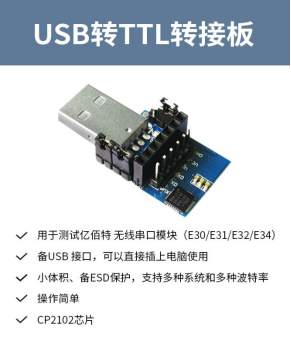 USB转TTL转接板
用于测试亿佰特 无线串口模块（E30/E31/E32/E34）
备USB 接口，可以直接插上电脑使用
小体积、备ESD保护，支持多种系统和多种波特率
操作简单
CP2102芯片